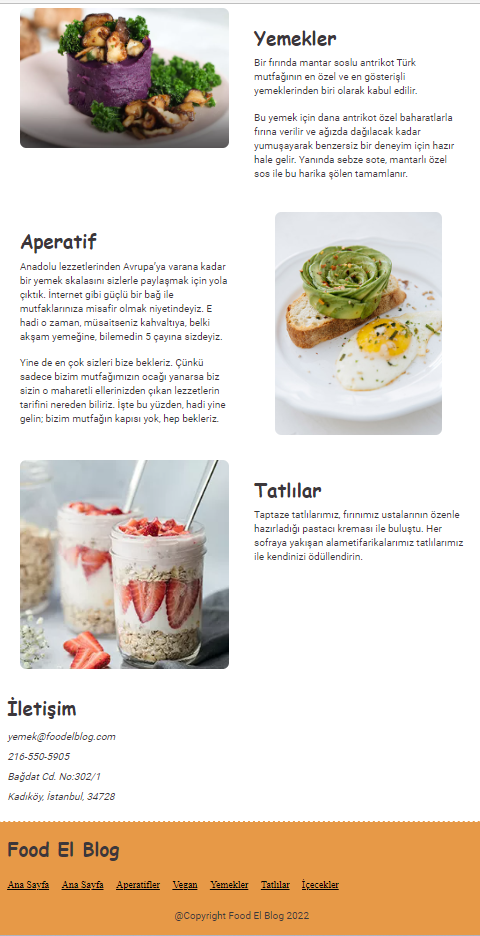 Yemekler
Bir fırında mantar soslu antrikot Türk
mutfağının en özel ve en gösterişli
yemeklerinden biri olarak kabul edilir.
Bu yemek için dana antrikot özel baharatlarla
fırına verilir ve ağızda dağılacak kadar
yumuşayarak benzersiz bir deneyim için hazır
hale gelir. Yanında sebze sote, mantarlı özel
sos ile bu harika şölen tamamlanır.
Aperatif
Anadolu lezzetlerinden Avrupa'ya varana kadar
bir yemek skalasını sizlerle paylaşmak için yola
çıktık. İnternet gibi güçlü bir bağ ile
mutfaklarınıza misafir olmak niyetindeyiz. E
hadi o zaman, müsaitseniz kahvaltıya, belki
akşam yemeğine, bilemedin 5 çayına sizdeyiz.
Yine de en çok sizleri bize bekleriz. Çünkü
sadece bizim mutfağımızın ocağı yanarsa biz
sizin o maharetli ellerinizden çıkan lezzetlerin
tarifini nereden biliriz. İşte bu yüzden, hadi yine
gelin; bizim mutfağın kapısı yok, hep bekleriz.
Tatlılar
Taptaze tatlılarımız, fırınımız ustalarının özenle
hazırladığı pastacı kreması ile buluştu. Her
sofraya yakışan alametifarikalarımız tatlılarımız
ile kendinizi ödüllendirin.
İletişim
yemek@foodelblog.com
216-550-5905
Bağdat Cd. No:302/1
Kadıköy, İstanbul, 34728
Food El Blog
Ana Sayfa Ana Sayfa Aperatifler Vegan Yemekler Tatlılar İçecekler
@Copyright Food El Blog 2022